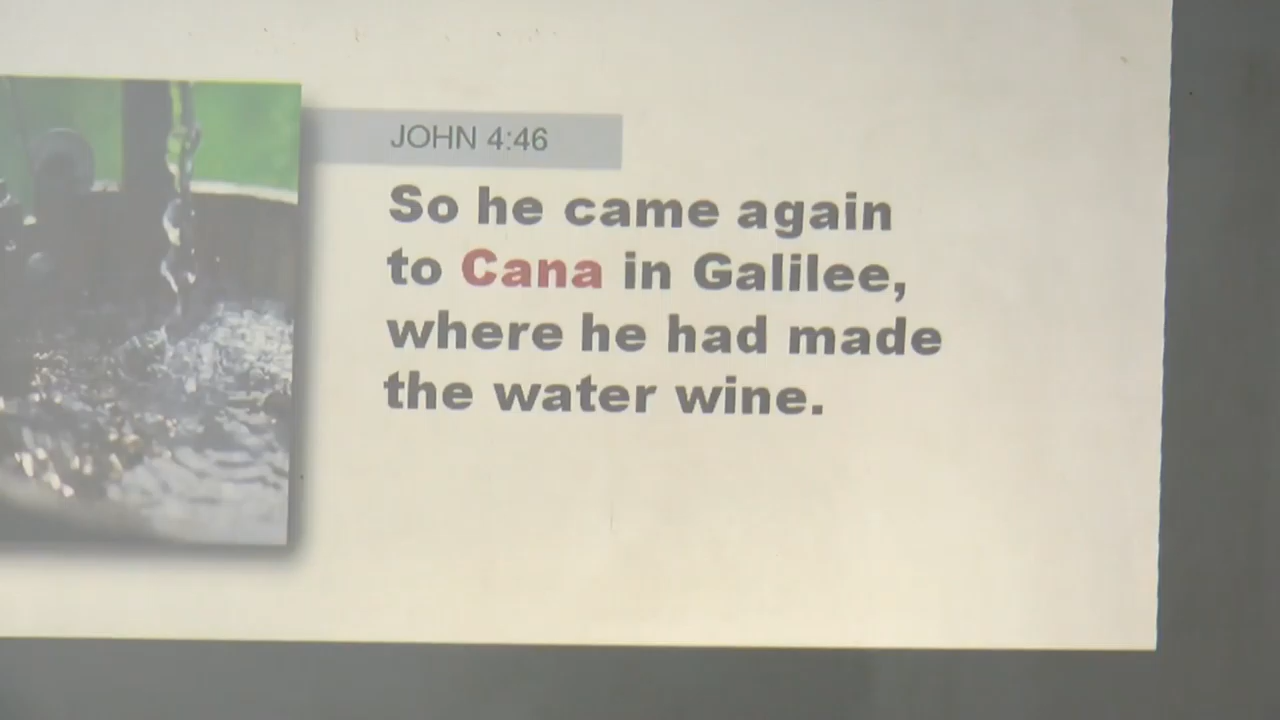 JOHN 4:46
So he came again
to Cana in Galilee,
where he had made
the water wine.